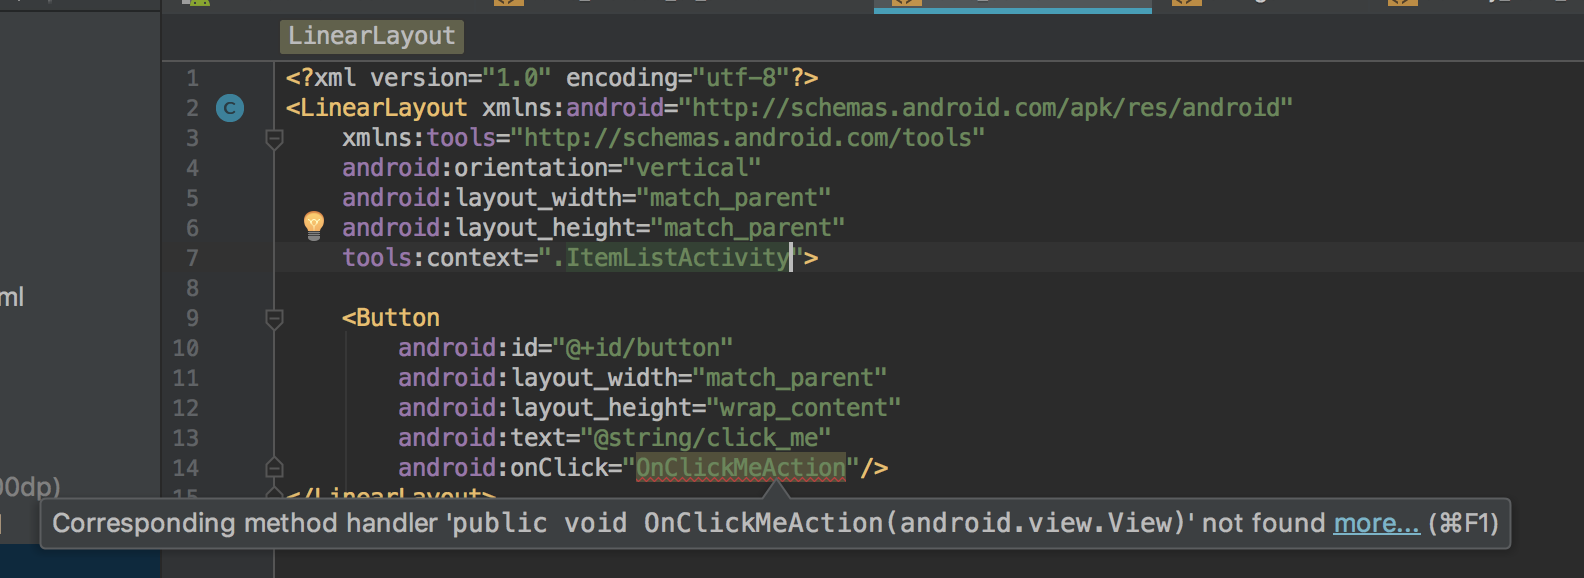 LinearLayout
1 <?xml version="1.0" encoding="utf-8"?>
2 C <LinearLayout xmlns:android="http://schemas.android.com/apk/res/android"
3 xmlns:tools="http://schemas.android.com/tools"
4 android:orientation="vertical"
5 android:layout_width="match_parent"
6 android:layout_height="match_parent"
7 tools:context=".ItemListActivity">
8
ml
9 <Button
10 android:id="@+id/button"
11 android:layout_width="match_parent"
12 android:layout_height="wrap_content"
13 android:text="@string/click_me"
14 android:onClick="OnClickMeAction"/>
00dp)
15 </LinearLayout>
Corresponding method handler 'public void OnClickMeAction(android.view.View)' not found more... (⌘F1)